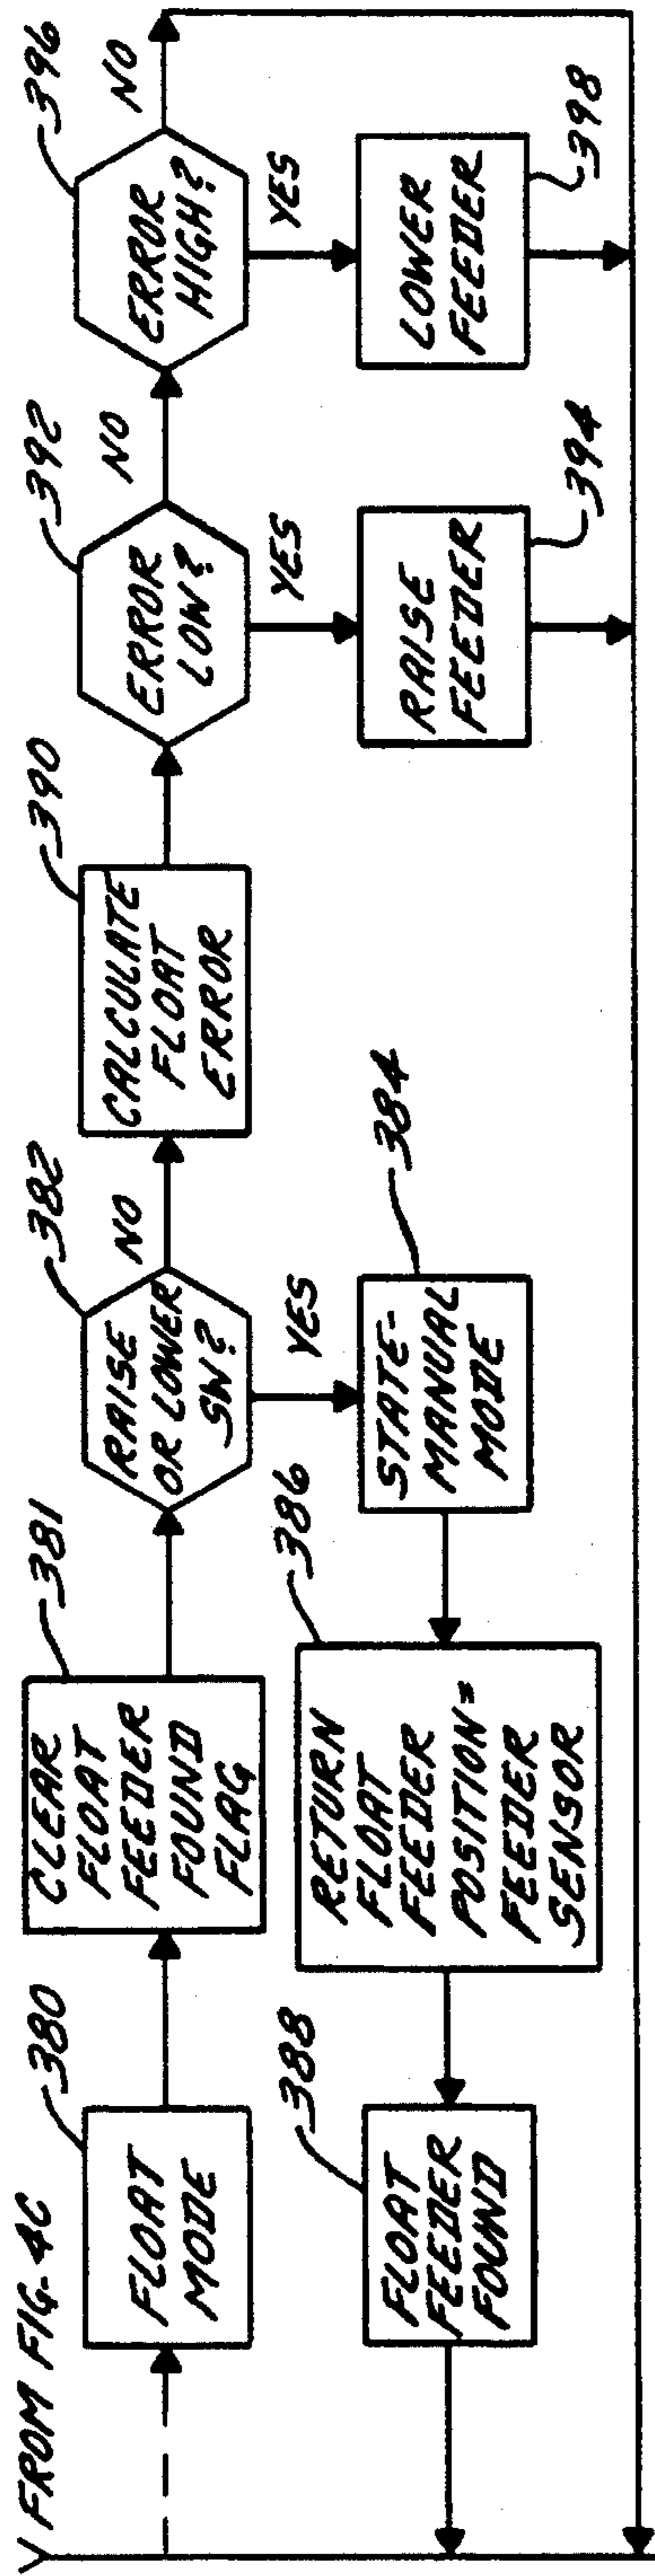 FROM FIG. 4C
380
FLOAT
MODE
381
CLEAR
FLOAT
FEEDER
FOUND
FLAG
382
RAISE
OR LOWER
SW?
NO
YES
390
CALCULATE
FLOAT
ERROR
392
ERROR
LOW?
NO
YES
396
ERROR
HIGH?
NO
YES
384
STATE-
MANUAL
MODE
386
RETURN
FLOAT
FEEDER
POSITION=
FEEDER
SENSOR
388
FLOAT
FEEDER
FOUND
RAISE
FEEDER
394
LOWER
FEEDER
398